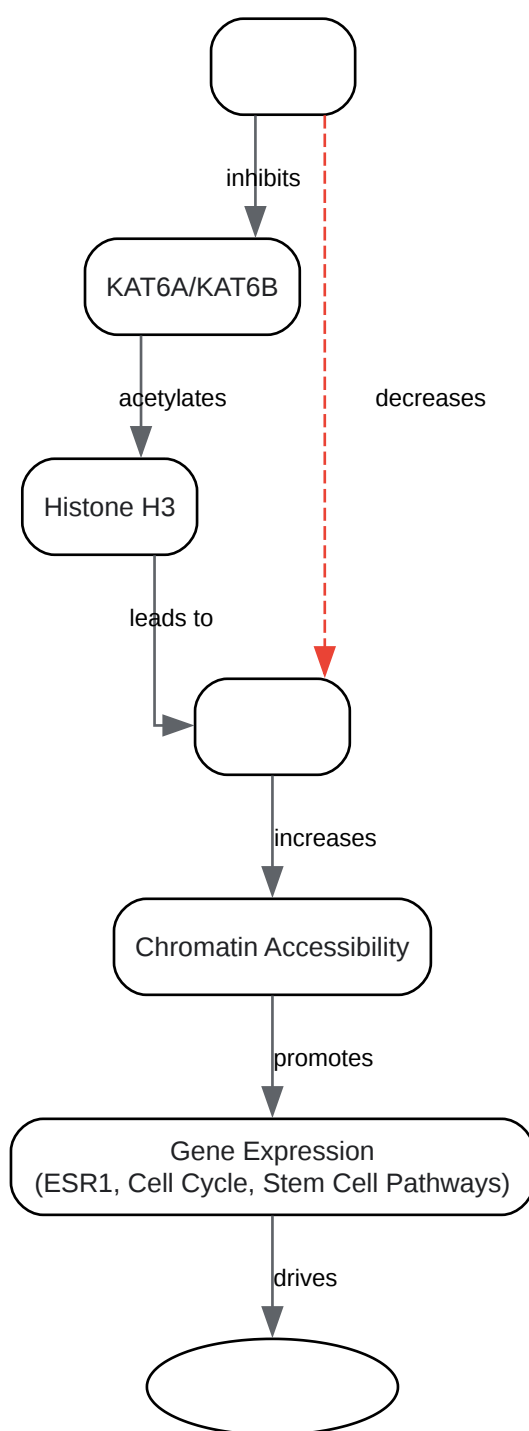 inhibits
KAT6A/KAT6B
acetylates
decreases
Histone H3
leads to
increases
Chromatin Accessibility
promotes
Gene Expression
(ESR1, Cell Cycle, Stem Cell Pathways)
drives